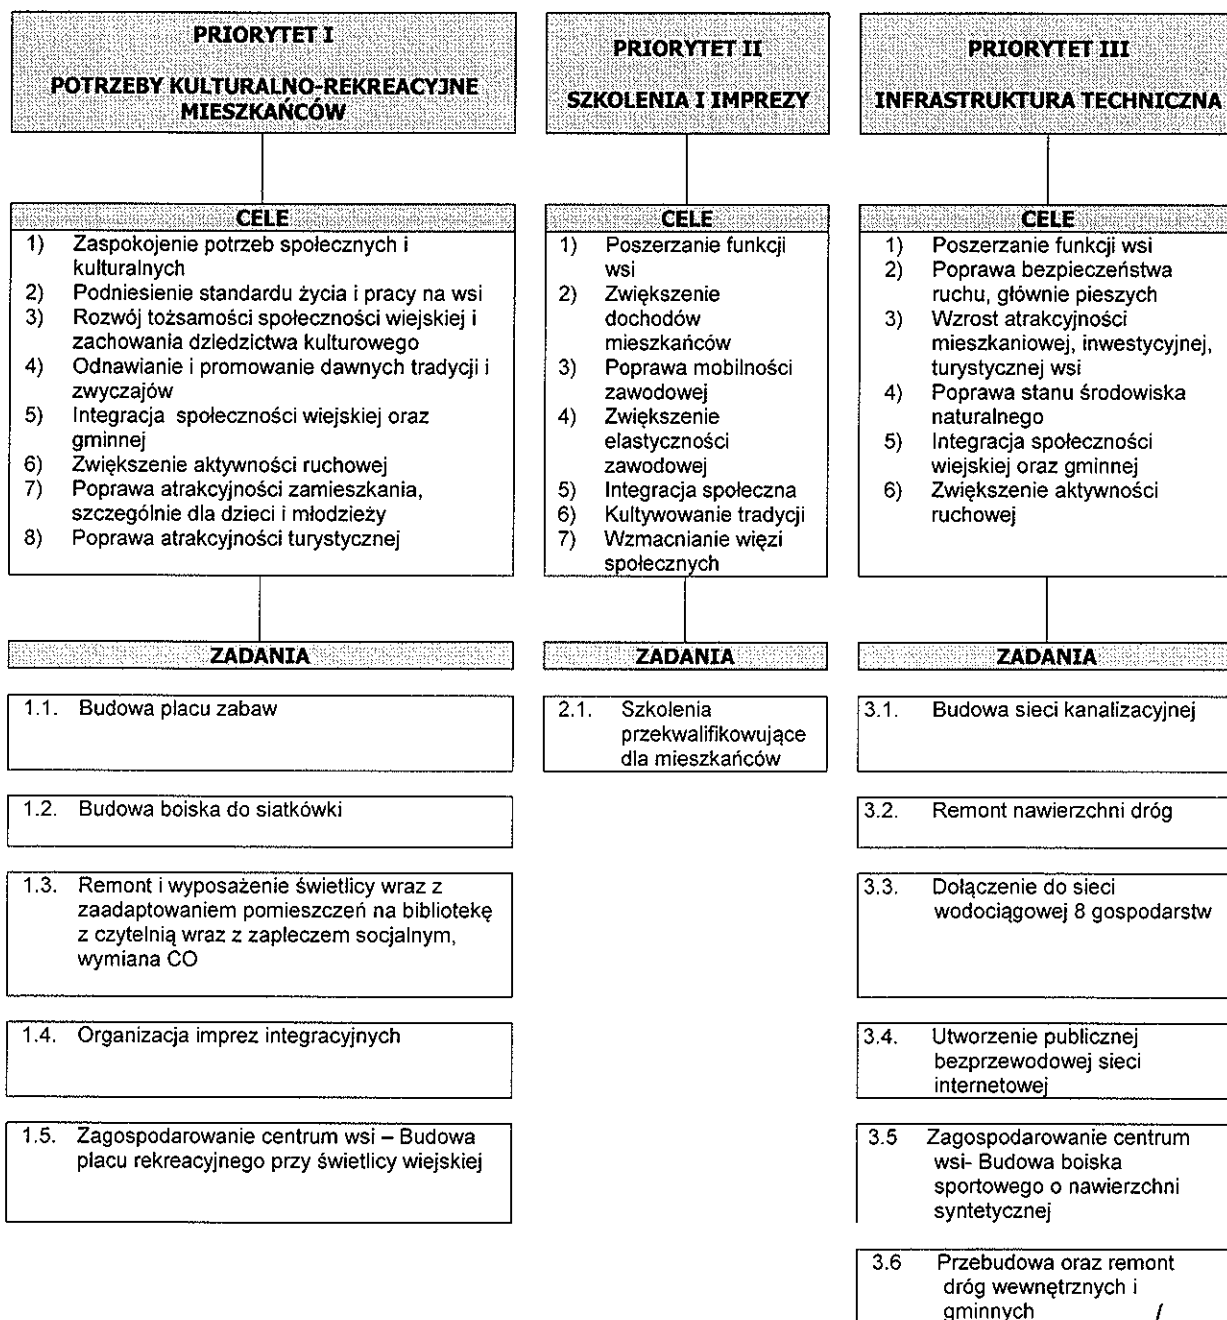 PRIORYTET I
POTRZEBY KULTURALNO-REKREACYJNE
MIESZKAŃCÓW
CELE
1) Zaspokojenie potrzeb społecznych i
kulturalnych
2) Podniesienie standardu życia i pracy na wsi
3) Rozwój tożsamości społeczności wiejskiej i
zachowania dziedzictwa kulturowego
4) Odnawianie i promowanie dawnych tradycji i
zwyczajów
5) Integracja społeczności wiejskiej oraz
gminnej
6) Zwiększenie aktywności ruchowej
7) Poprawa atrakcyjności zamieszkania,
szczególnie dla dzieci i młodzieży
8) Poprawa atrakcyjności turystycznej
ZADANIA
1.1. Budowa placu zabaw
1.2. Budowa boiska do siatkówki
1.3. Remont i wyposażenie świetlicy wraz z
zaadaptowaniem pomieszczeń na bibliotekę
z czytelnią wraz z zapleczem socjalnym,
wymiana CO
1.4. Organizacja imprez integracyjnych
1.5. Zagospodarowanie centrum wsi – Budowa
placu rekreacyjnego przy świetlicy wiejskiej
PRIORYTET II
SZKOLENIA I IMPREZY
CELE
1) Poszerzanie funkcji
wsi
2) Zwiększenie
dochodów
mieszkańców
3) Poprawa mobilności
zawodowej
4) Zwiększenie
elastyczności
zawodowej
5) Integracja społeczna
6) Kultywowanie tradycji
7) Wzmacnianie więzi
społecznych
ZADANIA
2.1. Szkolenia
przekwalifikowujące
dla mieszkańców
PRIORYTET III
INFRASTRUKTURA TECHNICZNA
CELE
1) Poszerzanie funkcji wsi
2) Poprawa bezpieczeństwa
ruchu, głównie pieszych
3) Wzrost atrakcyjności
mieszkaniowej, inwestycyjnej,
turystycznej wsi
4) Poprawa stanu środowiska
naturalnego
5) Integracja społeczności
wiejskiej oraz gminnej
6) Zwiększenie aktywności
ruchowej
ZADANIA
3.1. Budowa sieci kanalizacyjnej
3.2. Remont nawierzchni dróg
3.3. Dołączenie do sieci
wodociągowej 8 gospodarstw
3.4. Utworzenie publicznej
bezprzewodowej sieci
internetowej
3.5 Zagospodarowanie centrum
wsi- Budowa boiska
sportowego o nawierzchni
syntetycznej
3.6 Przebudowa oraz remont
dróg wewnętrznych i
gminnych